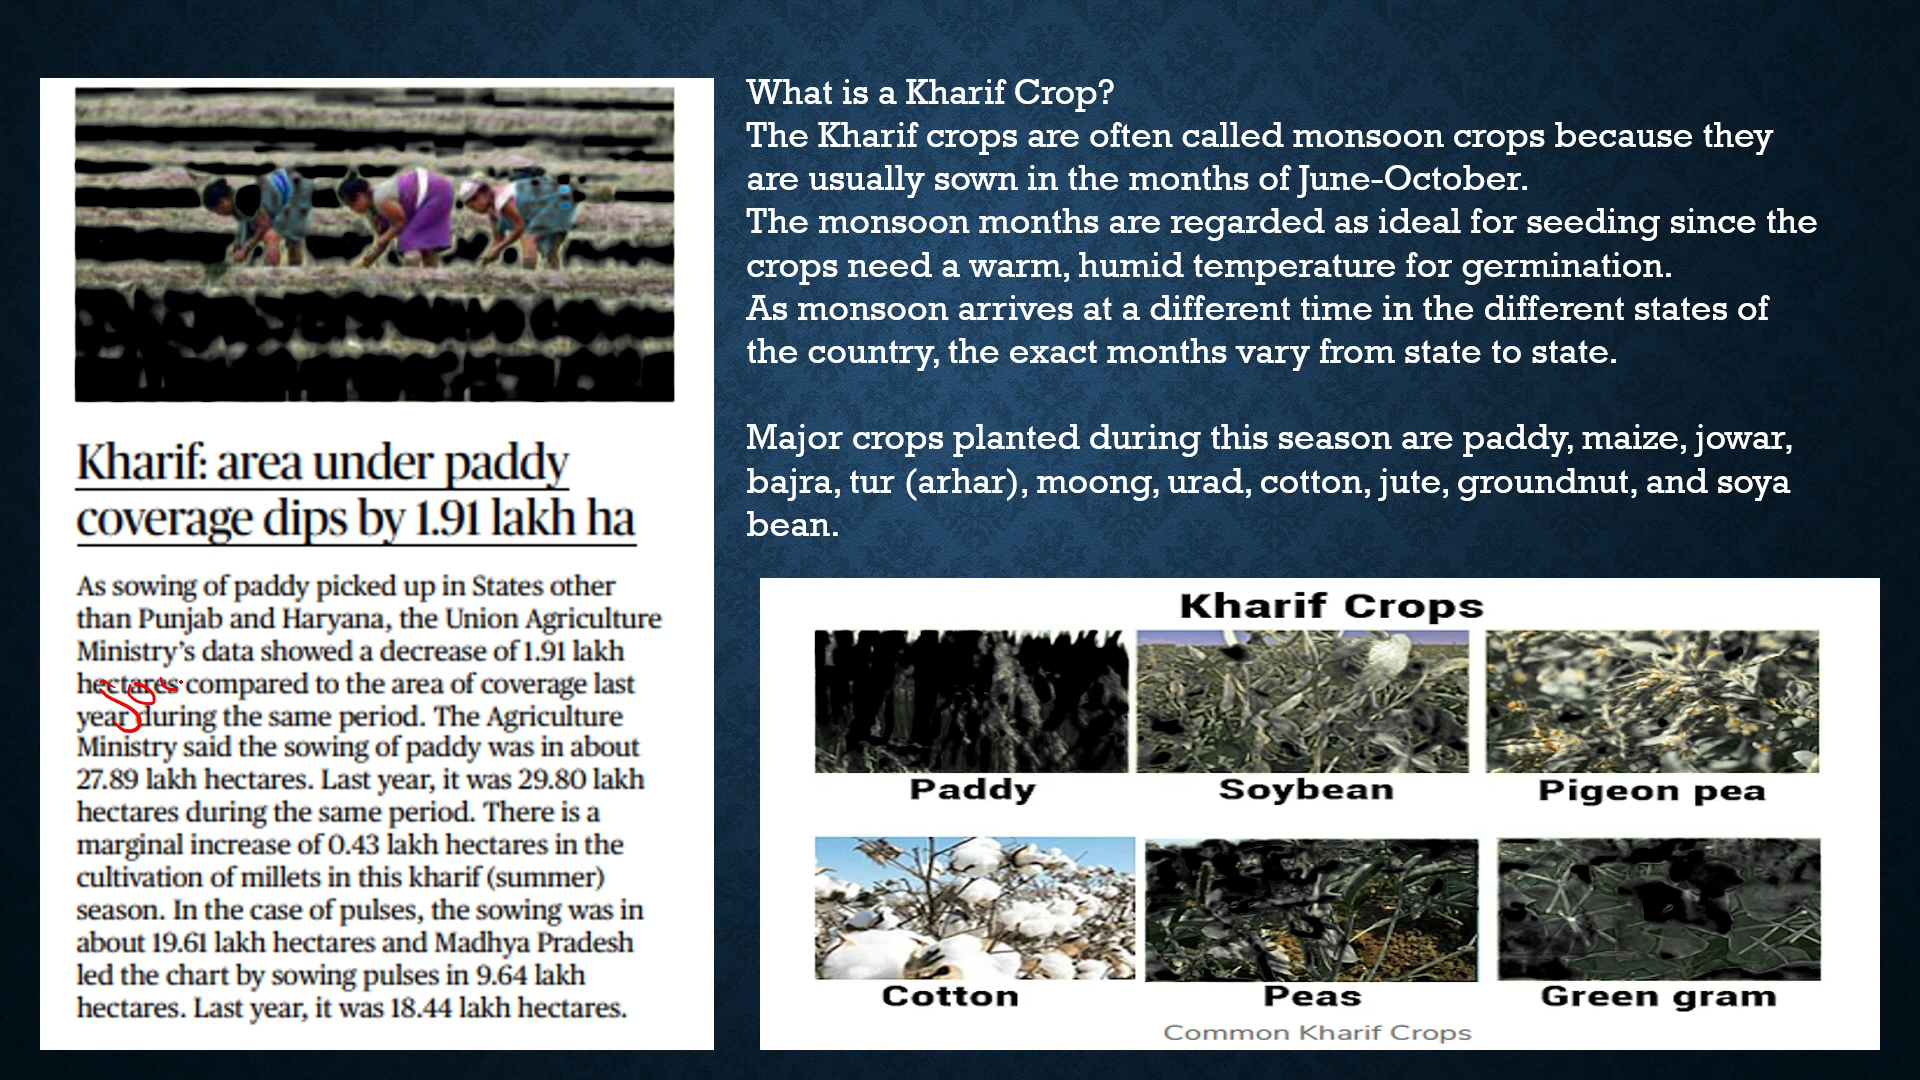 Kharif: area under paddy
coverage dips by 1.91 lakh ha
As sowing of paddy picked up in States other
than Punjab and Haryana, the Union Agriculture
Ministry’s data showed a decrease of 1.91 lakh
hectares compared to the area of coverage last
year during the same period. The Agriculture
Ministry said the sowing of paddy was in about
27.89 lakh hectares. Last year, it was 29.80 lakh
hectares during the same period. There is a
marginal increase of 0.43 lakh hectares in the
cultivation of millets in this kharif (summer)
season. In the case of pulses, the sowing was in
about 19.61 lakh hectares and Madhya Pradesh
led the chart by sowing pulses in 9.64 lakh
hectares. Last year, it was 18.44 lakh hectares.
What is a Kharif Crop?
The Kharif crops are often called monsoon crops because they
are usually sown in the months of June-October.
The monsoon months are regarded as ideal for seeding since the
crops need a warm, humid temperature for germination.
As monsoon arrives at a different time in the different states of
the country, the exact months vary from state to state.
Major crops planted during this season are paddy, maize, jowar,
bajra, tur (arhar), moong, urad, cotton, jute, groundnut, and soya
bean.
Kharif Crops
Paddy Soybean Pigeon pea
Cotton Peas Green gram
Common Kharif Crops